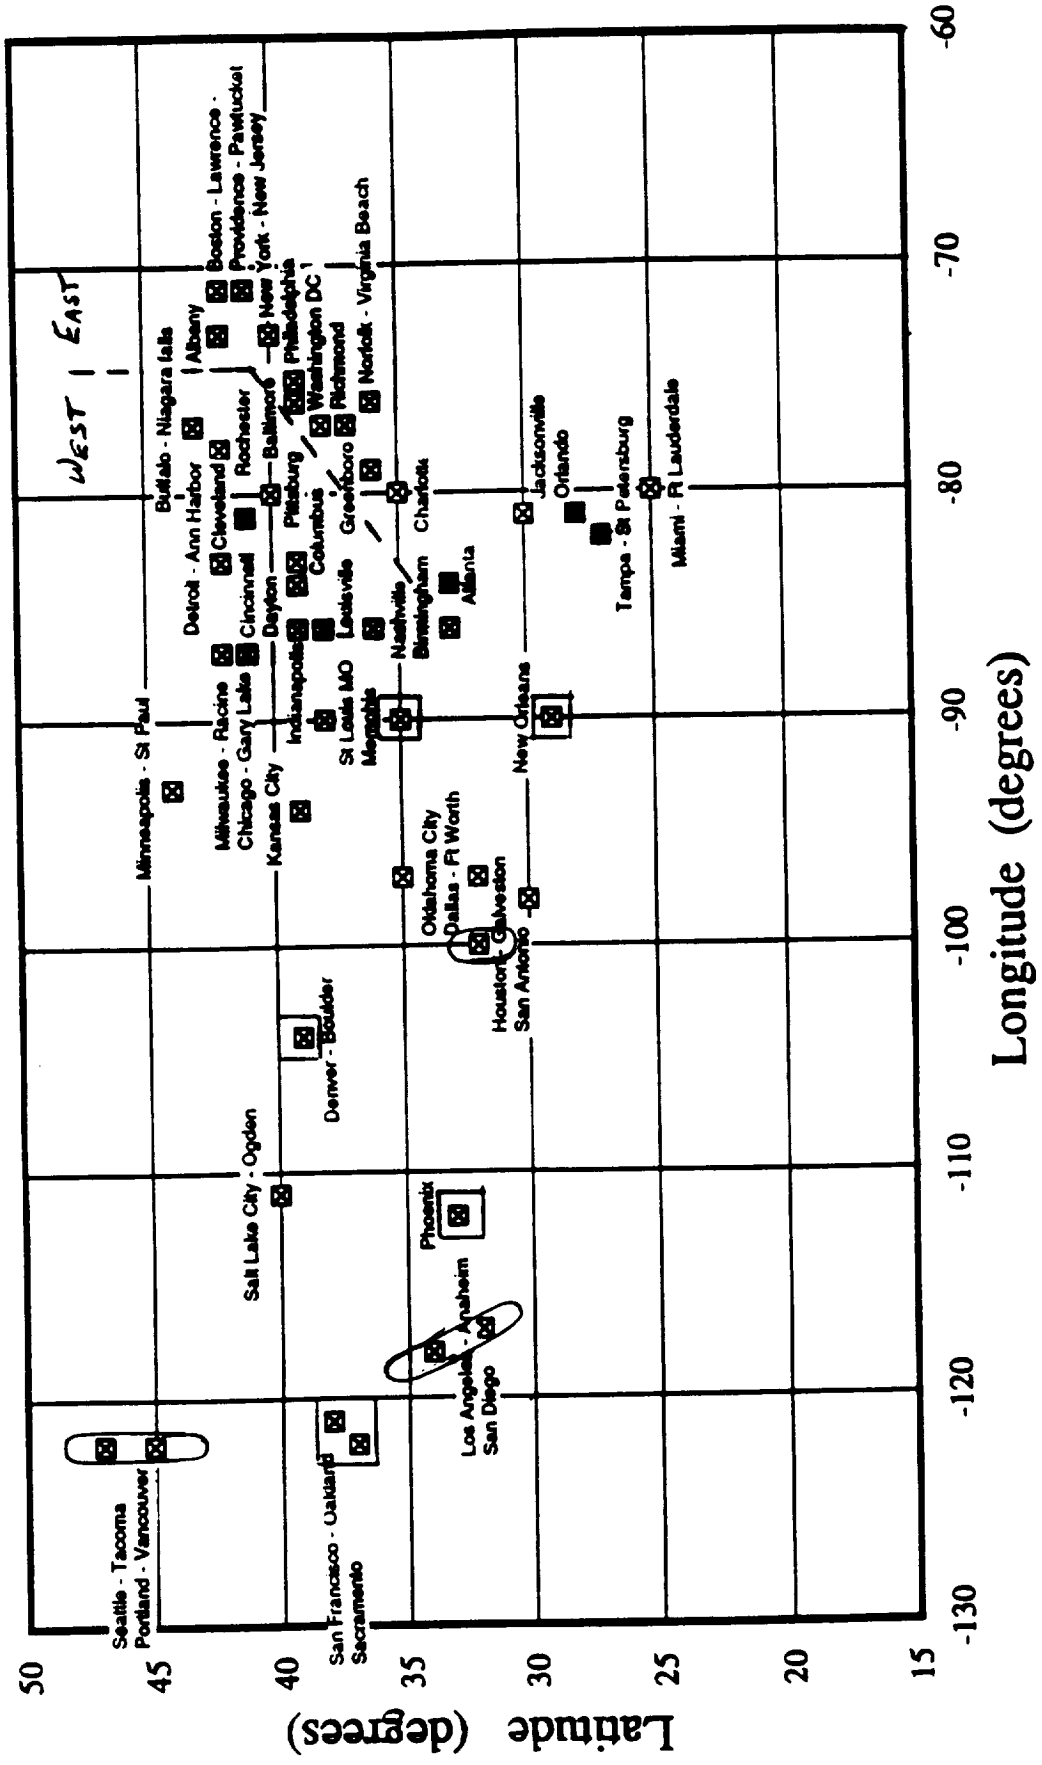 WEST | EAST
Seattle - Tacoma
Portland - Vancouver
San Francisco - Oakland
Sacramento
Los Angeles - Anaheim
San Diego
Phoenix
Salt Lake City - Ogden
Denver - Boulder
Houston - Galveston
San Antonio
Oklahoma City
Dallas - Ft Worth
Minneapolis - St Paul
Milwaukee - Racine
Chicago - Gary Lake
Kansas City
Indianapolis
St Louis MO
Memphis
New Orleans
Detroit - Ann Harbor
Cleveland
Cincinnati
Dayton
Columbus
Louisville
Nashville
Birmingham
Atlanta
Buffalo - Niagara falls
Rochester
Albany
Baltimore
Pittsburg
Greenboro
Charlotte
Boston - Lawrence -
Providence - Pawtucket
New York - New Jersey
Philadelphia
Washington DC
Richmond
Norfolk - Virginia Beach
Jacksonville
Orlando
Tampa - St Petersburg
Miami - Ft Lauderdale
50
45
40
35
30
25
20
15
Latitude (degrees)
-130
-120
-110
-100
-90
-80
-70
-60
Longitude (degrees)